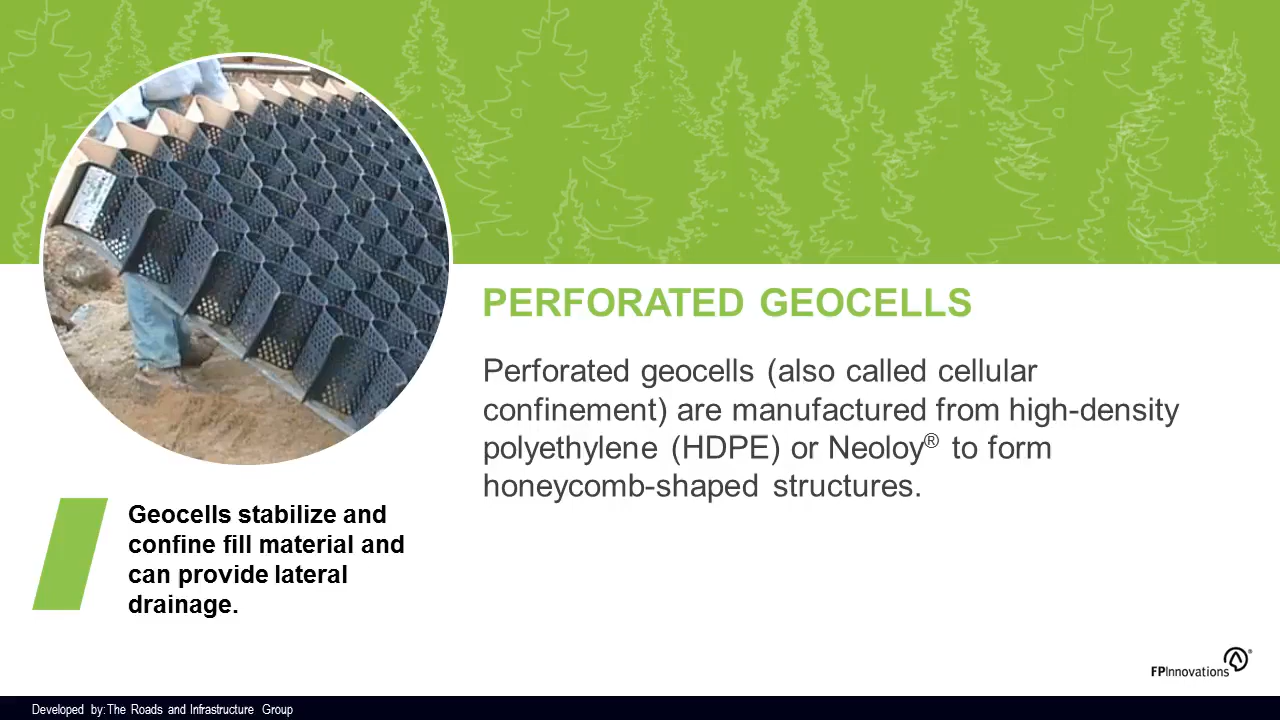 PERFORATED GEOCELLS
Perforated geocells (also called cellular
confinement) are manufactured from high-density
polyethylene (HDPE) or Neoloy® to form
honeycomb-shaped structures.
Geocells stabilize and
confine fill material and
can provide lateral
drainage.
FPInnovations®
Developed by: The Roads and Infrastructure Group